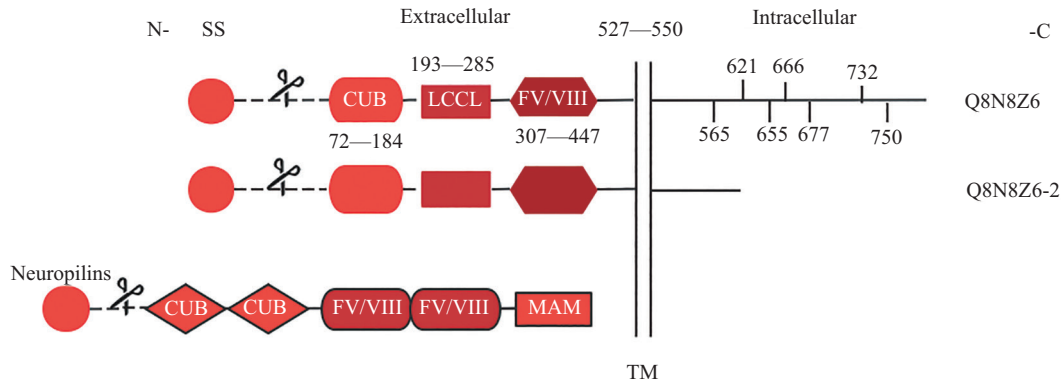 Extracellular
Intracellular
N- SS 527—550 -C
193—285 621 666 732
CUB LCCL FV/VIII Q8N8Z6
72—184 307—447 565 655 677 750
Q8N8Z6-2
Neuropilins
CUB CUB FV/VIII FV/VIII MAM
TM